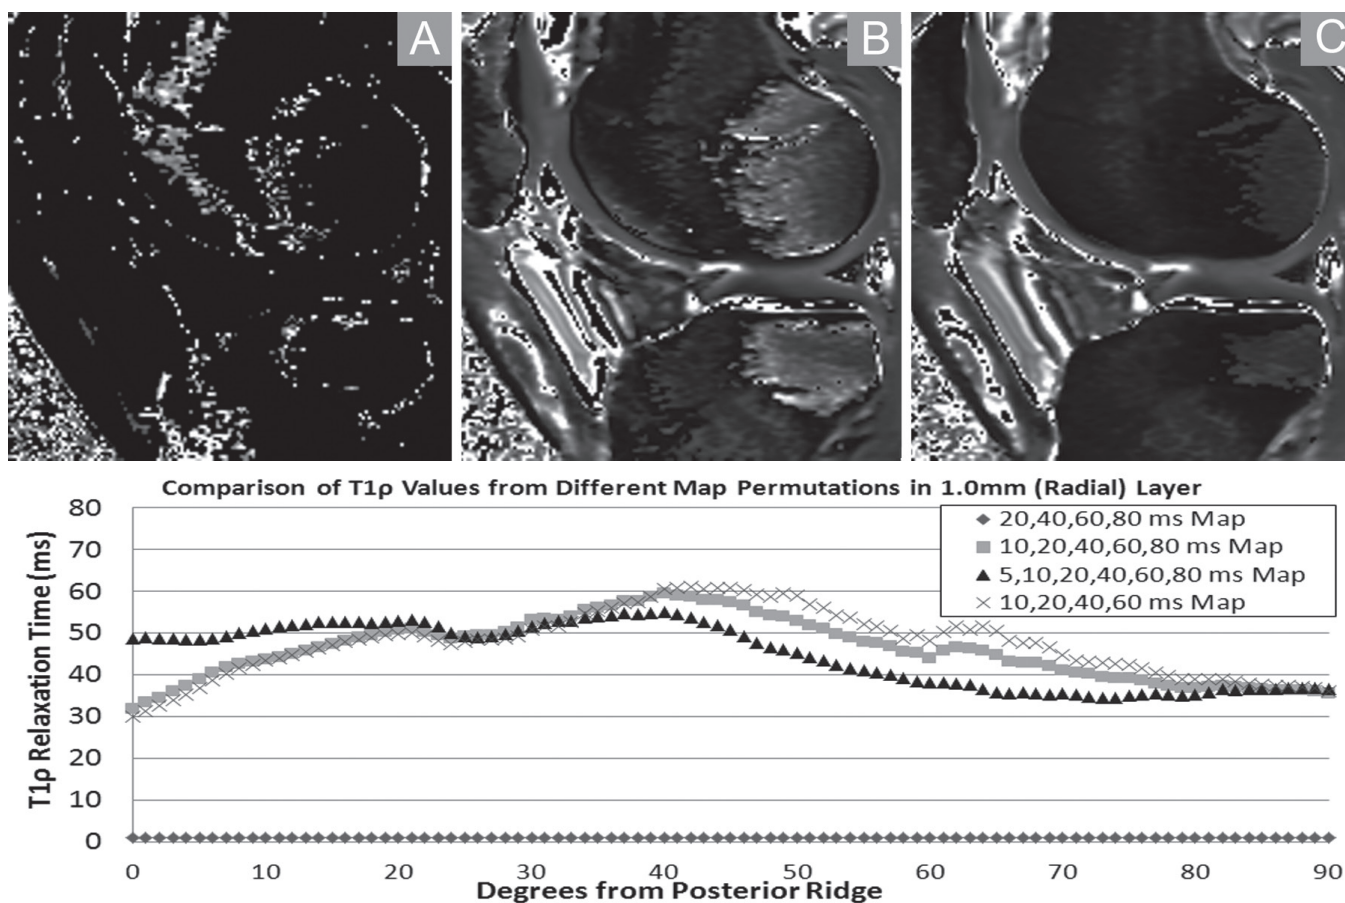 A
B
C
Comparison of T1ρ Values from Different Map Permutations in 1.0mm (Radial) Layer
T1ρ Relaxation Time (ms)
80
70
60
50
40
30
20
10
0
20,40,60,80 ms Map
10,20,40,60,80 ms Map
5,10,20,40,60,80 ms Map
10,20,40,60 ms Map
0 10 20 30 40 50 60 70 80 90
Degrees from Posterior Ridge